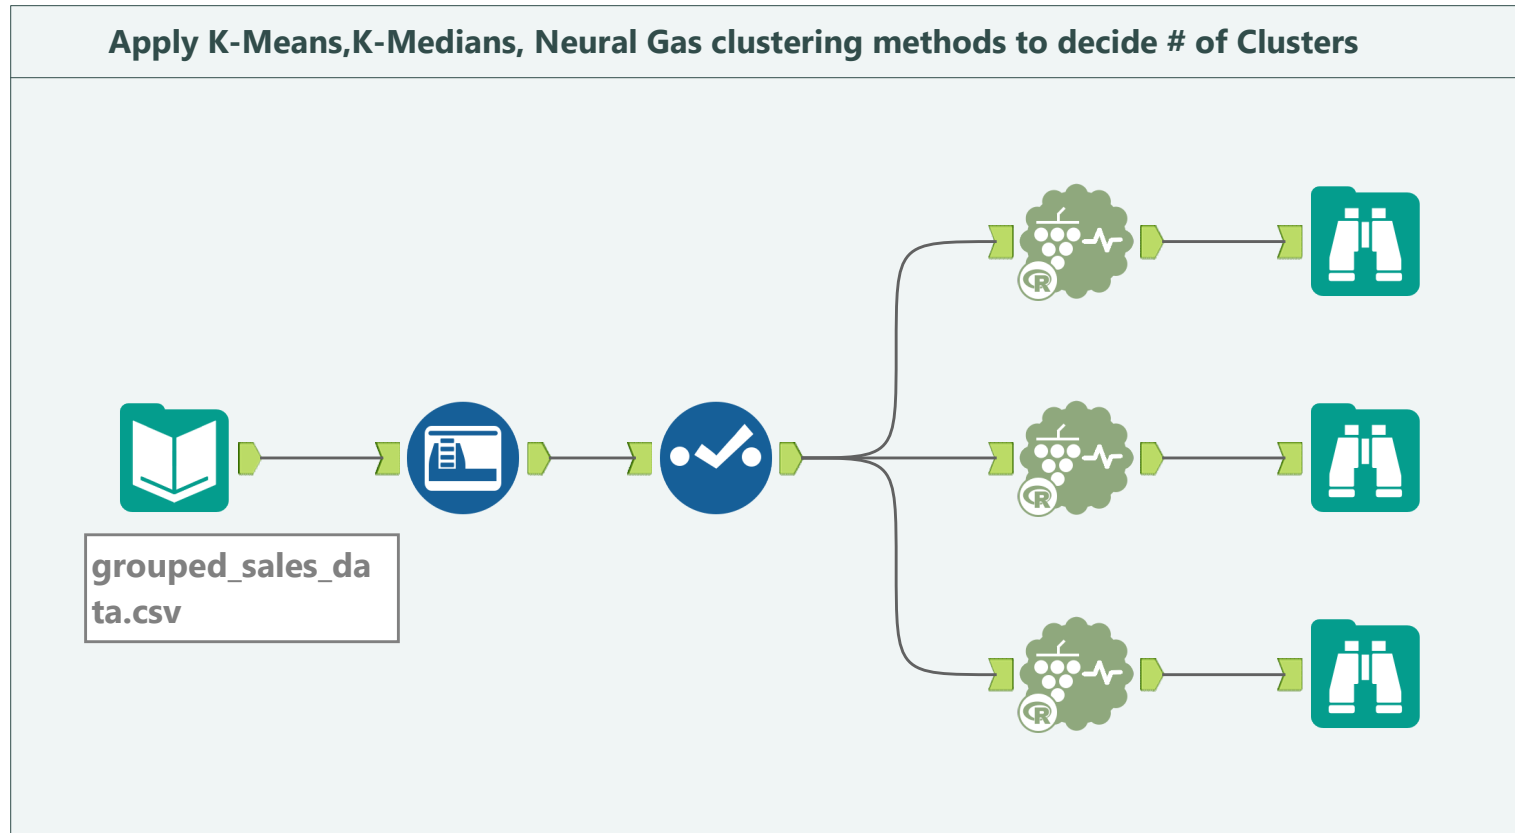 Apply K-Means,K-Medians, Neural Gas clustering methods to decide # of Clusters
R
R
grouped_sales_da
ta.csv
R